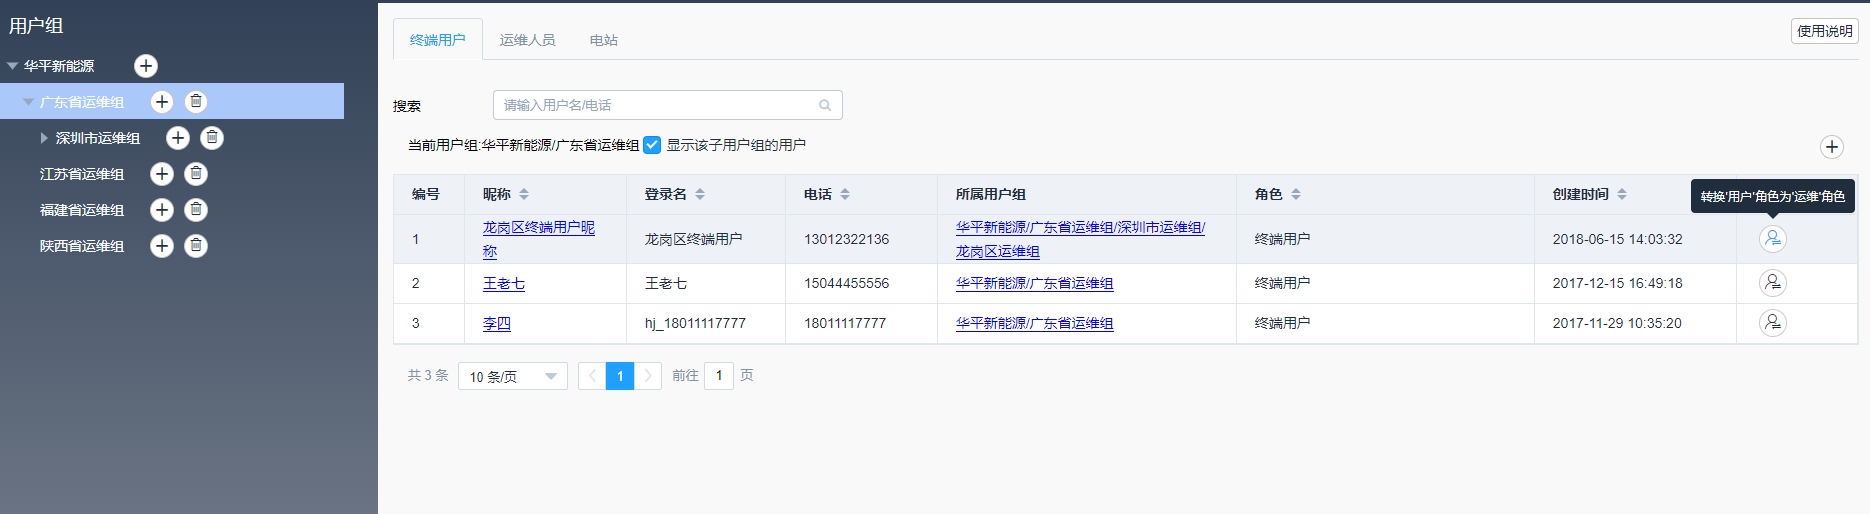 用户组
华平新能源
广东省运维组
深圳市运维组
江苏省运维组
福建省运维组
陕西省运维组
终端用户 运维人员 电站
使用说明
搜索 请输入用户名/电话
当前用户组:华平新能源/广东省运维组 显示该子用户组的用户
转换'用户'角色为'运维'角色
编号 昵称 登录名 电话 所属用户组 角色 创建时间
1 龙岗区终端用户昵称 龙岗区终端用户 13012322136 华平新能源/广东省运维组/深圳市运维组/龙岗区运维组 终端用户 2018-06-15 14:03:32
2 王老七 王老七 15044455556 华平新能源/广东省运维组 终端用户 2017-12-15 16:49:18
3 李四 hj_18011117777 18011117777 华平新能源/广东省运维组 终端用户 2017-11-29 10:35:20
共 3 条 10 条/页 1 前往 1 页